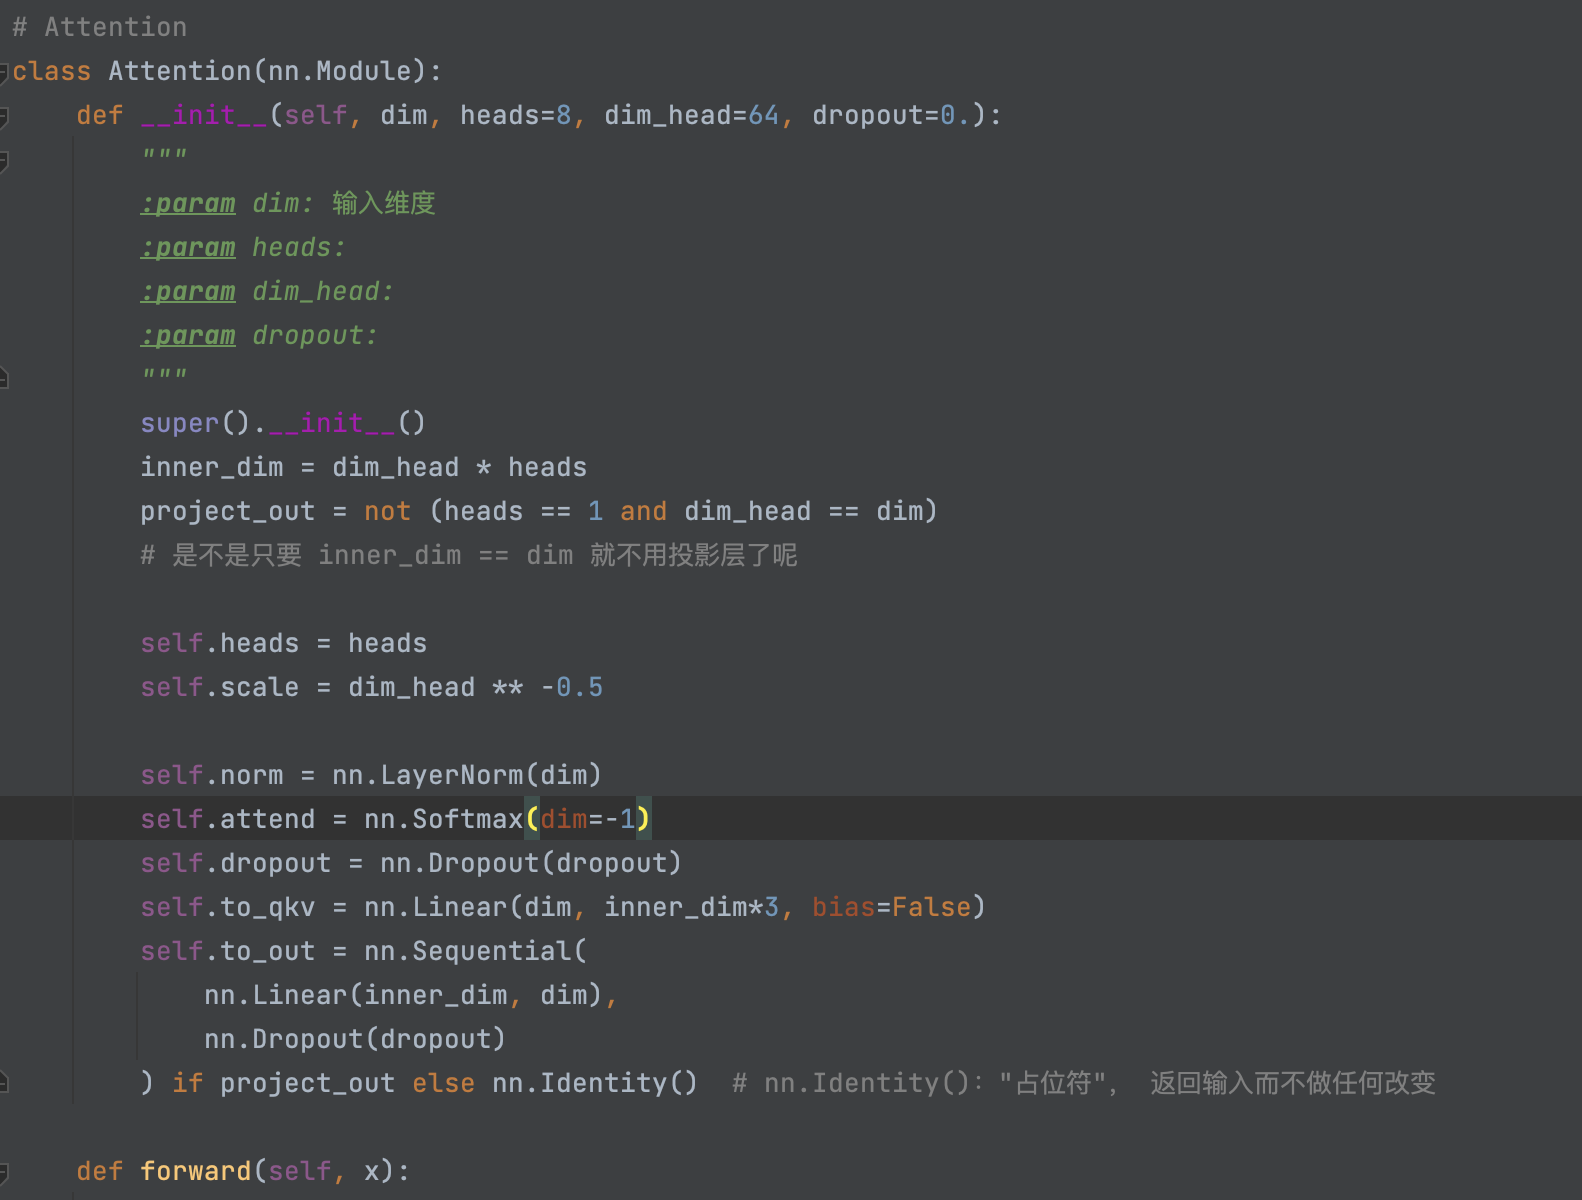 # Attention
class Attention(nn.Module):
    def __init__(self, dim, heads=8, dim_head=64, dropout=0.):
        """
        :param dim: 输入维度
        :param heads:
        :param dim_head:
        :param dropout:
        """
        super().__init__()
        inner_dim = dim_head * heads
        project_out = not (heads == 1 and dim_head == dim)
        # 是不是只要 inner_dim == dim 就不用投影层了呢
        self.heads = heads
        self.scale = dim_head ** -0.5
        self.norm = nn.LayerNorm(dim)
        self.attend = nn.Softmax(dim=-1)
        self.dropout = nn.Dropout(dropout)
        self.to_qkv = nn.Linear(dim, inner_dim*3, bias=False)
        self.to_out = nn.Sequential(
            nn.Linear(inner_dim, dim),
            nn.Dropout(dropout)
        ) if project_out else nn.Identity()  # nn.Identity(): "占位符", 返回输入而不做任何改变
    def forward(self, x):